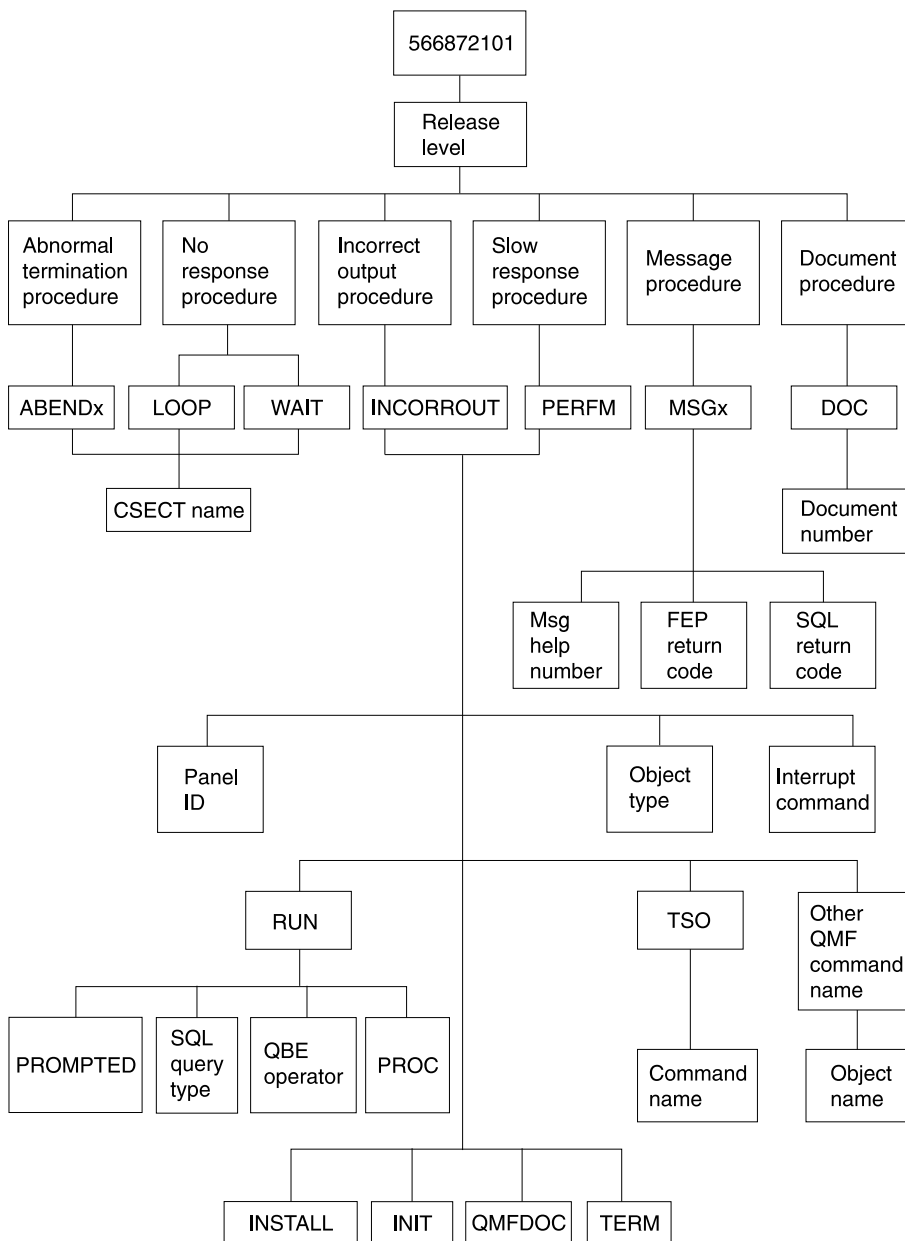 566872101
Release
level
Abnormal
termination
procedure
No
response
procedure
Incorrect
output
procedure
Slow
response
procedure
Message
procedure
Document
procedure
ABENDx
LOOP
WAIT
INCORROUT
PERFM
MSGx
DOC
CSECT name
Document
number
Msg
help
number
FEP
return
code
SQL
return
code
Panel
ID
Object
type
Interrupt
command
RUN
TSO
Other
QMF
command
name
PROMPTED
SQL
query
type
QBE
operator
PROC
Command
name
Object
name
INSTALL
INIT
QMFDOC
TERM